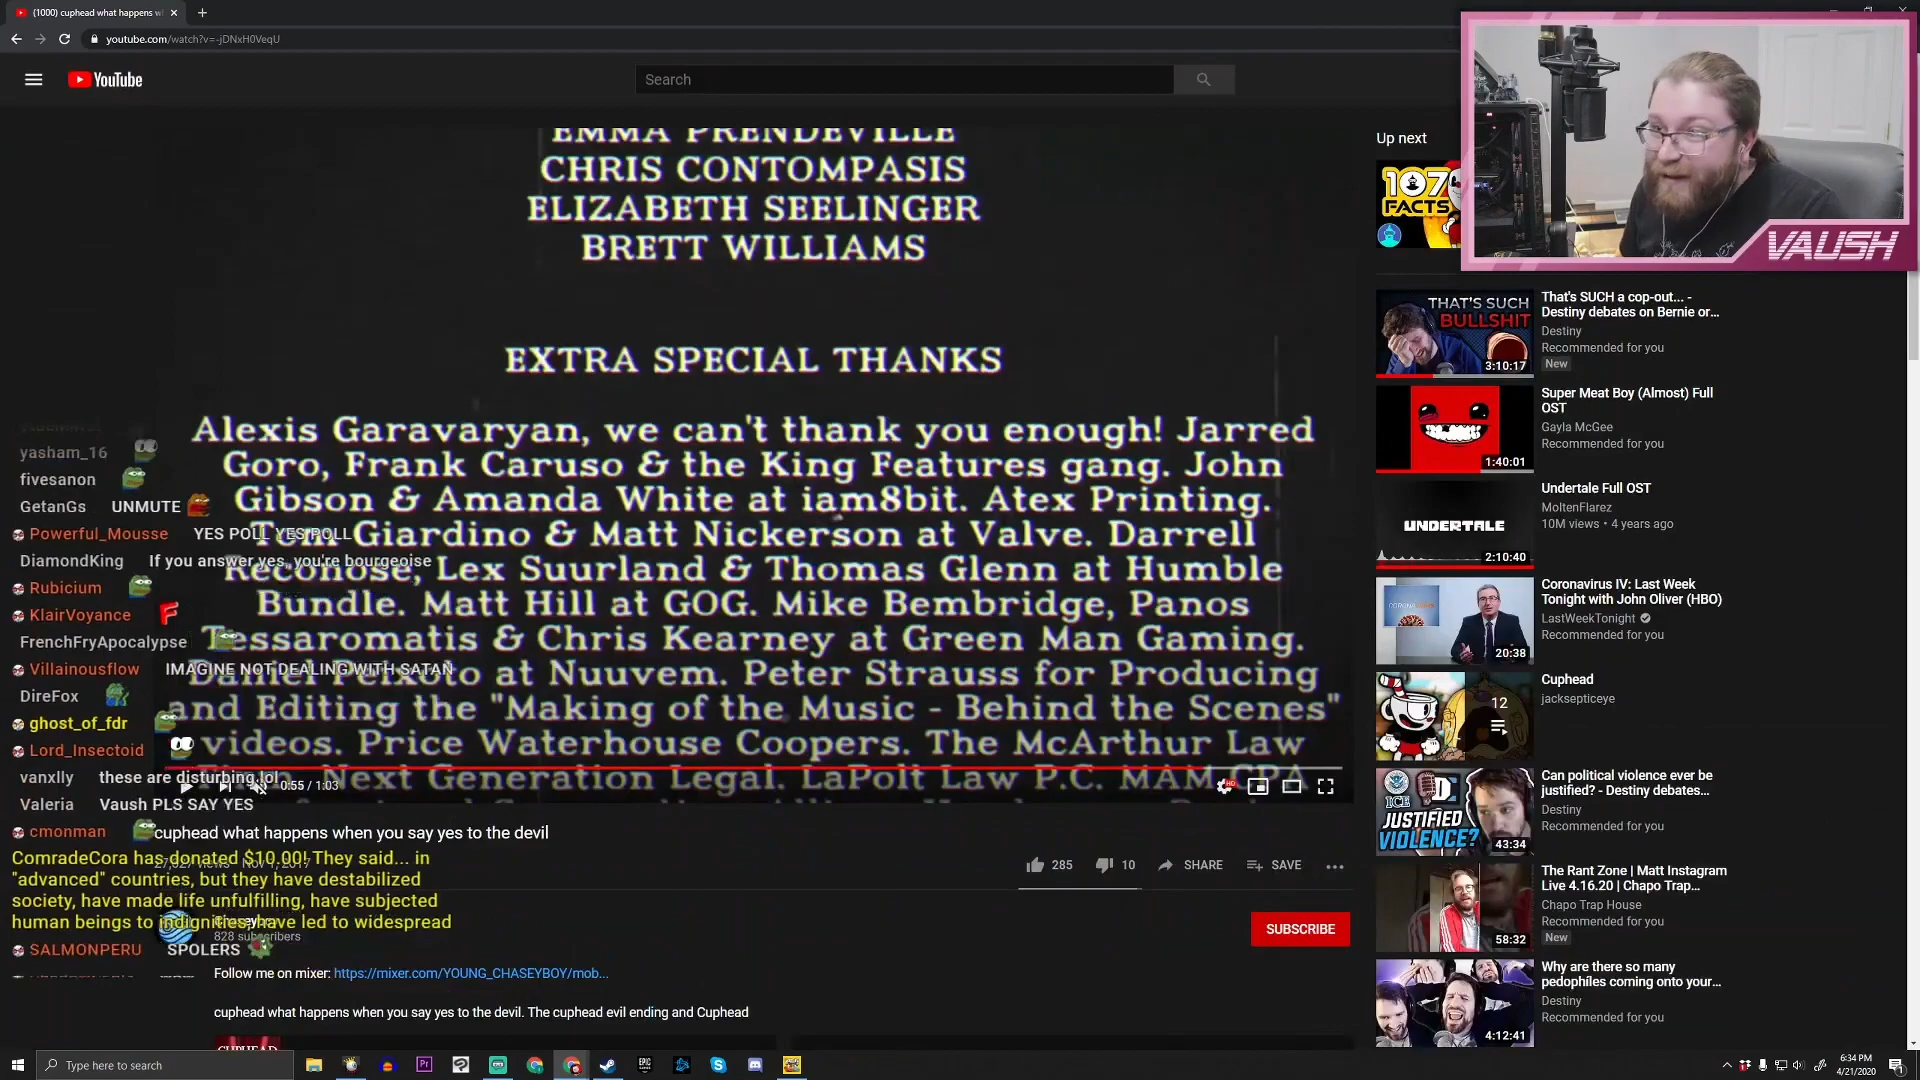 (1000) cuphead what happens w
youtube.com/watch?v=-jDNxH0VeqU
YouTube
Search
EMMA PRENDEVILLE
CHRIS CONTOMPASIS
ELIZABETH SEELINGER
BRETT WILLIAMS
EXTRA SPECIAL THANKS
Alexis Garavaryan, we can't thank you enough! Jarred
Goro, Frank Caruso & the King Features gang. John
Gibson & Amanda White at iam8bit. Atex Printing.
Giardino & Matt Nickerson at Valve. Darrell
Reconose, Lex Suurland & Thomas Glenn at Humble
Bundle. Matt Hill at GOG. Mike Bembridge, Panos
Tessaromatis & Chris Kearney at Green Man Gaming.
at Nuuvem. Peter Strauss for Producing
and Editing the "Making of the Music - Behind the Scenes"
videos. Price Waterhouse Coopers. The McArthur Law
Next Generation Legal. LaPolt Law P.C. MAM CPA
yasham_16
fivesanon
GetanGs UNMUTE
Powerful_Mousse YES POLL YES POLL
DiamondKing If you answer yes, you're bourgeoise
Rubicium
KlairVoyance
FrenchFryApocalypse
Villainousflow IMAGINE NOT DEALING WITH SATAN
DireFox
ghost_of_fdr
Lord_Insectoid
vanxlly these are disturbing lol
Valeria Vaush PLS SAY YES
cmonman
ComradeCora has donated $10.00! They said... in
"advanced" countries, but they have destabilized
society, have made life unfulfilling, have subjected
human beings to indignities, have led to widespread
SALMONPERU SPOLERS
0:55 / 1:03
HD
cuphead what happens when you say yes to the devil
285
10
SHARE
SAVE
828 subscribers
SUBSCRIBE
Follow me on mixer: https://mixer.com/YOUNG_CHASEYBOY/mob...
cuphead what happens when you say yes to the devil. The cuphead evil ending and Cuphead
CUPHEAD
Up next
107
FACTS
VAUSH
THAT'S SUCH
BULLSHIT
3:10:17
That's SUCH a cop-out... -
Destiny debates on Bernie or...
Destiny
Recommended for you
New
1:40:01
Super Meat Boy (Almost) Full
OST
Gayla McGee
Recommended for you
UNDERTALE
2:10:40
Undertale Full OST
MoltenFlarez
10M views • 4 years ago
20:38
Coronavirus IV: Last Week
Tonight with John Oliver (HBO)
LastWeekTonight
Recommended for you
12
Cuphead
jacksepticeye
ICE
JUSTIFIED
VIOLENCE?
43:34
Can political violence ever be
justified? - Destiny debates...
Destiny
Recommended for you
58:32
The Rant Zone | Matt Instagram
Live 4.16.20 | Chapo Trap...
Chapo Trap House
Recommended for you
New
4:12:41
Why are there so many
pedophiles coming onto your...
Destiny
Recommended for you
Type here to search
Pr
EPIC
6:34 PM
4/21/2020